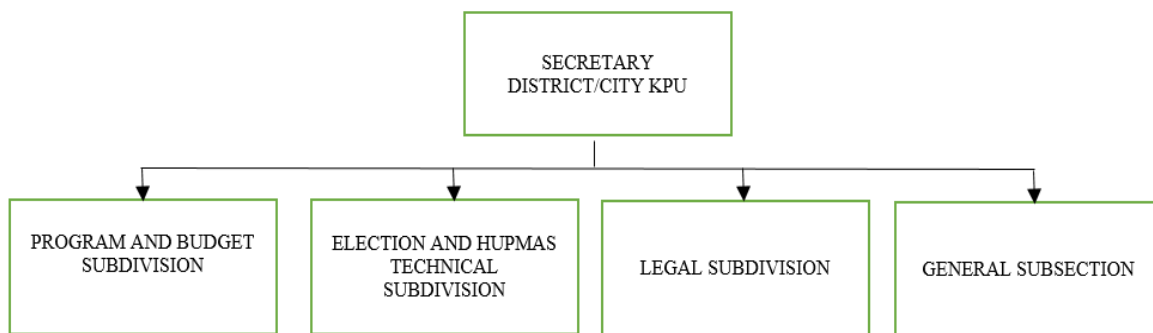 SECRETARY
DISTRICT/CITY KPU
PROGRAM AND BUDGET
SUBDIVISION
ELECTION AND HUPMAS
TECHNICAL
SUBDIVISION
LEGAL SUBDIVISION
GENERAL SUBSECTION